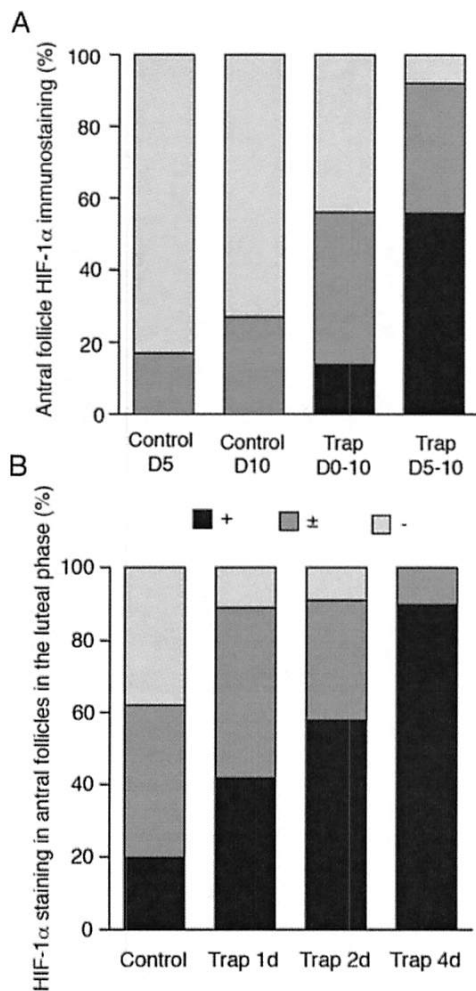 A
Antral follicle HIF-1α immunostaining (%)
100
80
60
40
20
0
Control D5
Control D10
Trap D0-10
Trap D5-10
B
+
±
-
HIF-1α staining in antral follicles in the luteal phase (%)
100
80
60
40
20
0
Control
Trap 1d
Trap 2d
Trap 4d